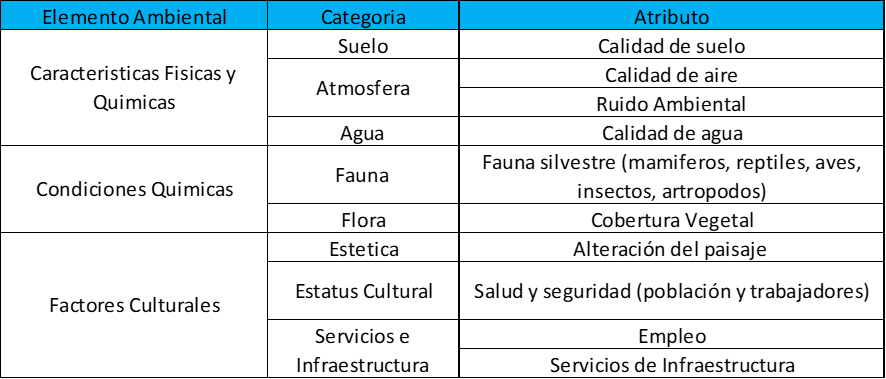 Elemento Ambiental Categoria Atributo
Caracteristicas Fisicas y
Quimicas
Suelo Calidad de suelo
Atmosfera Calidad de aire
Ruido Ambiental
Agua Calidad de agua
Condiciones Quimicas
Fauna Fauna silvestre (mamiferos, reptiles, aves,
insectos, artropodos)
Flora Cobertura Vegetal
Factores Culturales
Estetica Alteración del paisaje
Estatus Cultural Salud y seguridad (población y trabajadores)
Servicios e
Infraestructura
Empleo
Servicios de Infraestructura